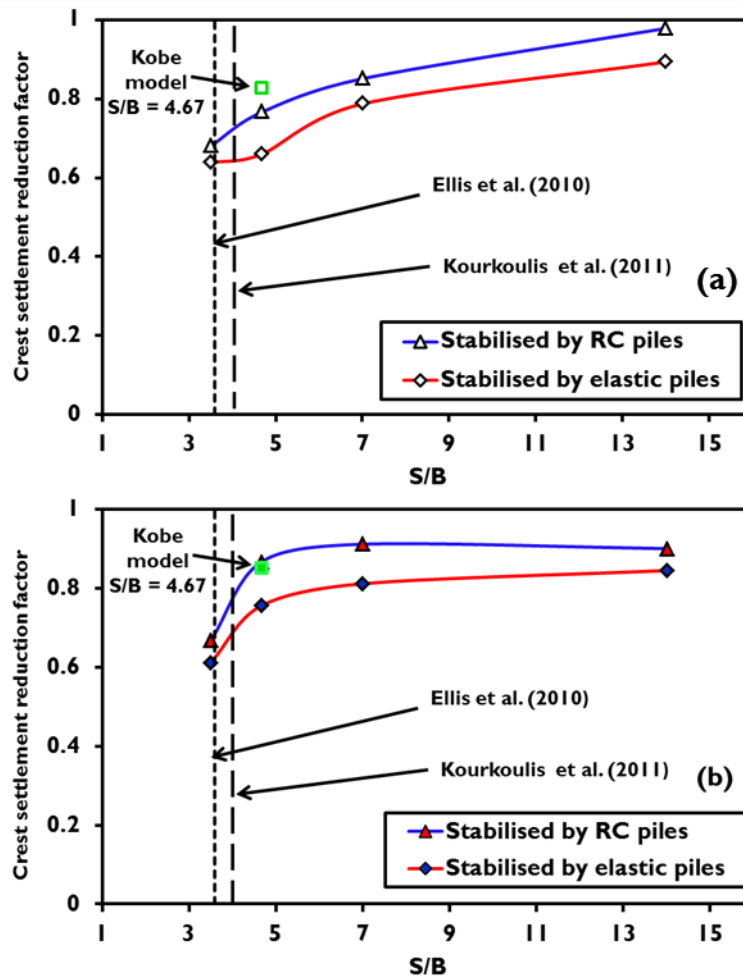 Crest settlement reduction factor
1
0.8
0.6
0.4
0.2
0
Kobe
model
S/B = 4.67
Ellis et al. (2010)
Kourkoulis et al. (2011)
(a)
Stabilised by RC piles
Stabilised by elastic piles
1 3 5 7 9 11 13 15
S/B
Crest settlement reduction factor
1
0.8
0.6
0.4
0.2
0
Kobe
model
S/B = 4.67
Ellis et al. (2010)
Kourkoulis et al. (2011)
(b)
Stabilised by RC piles
Stabilised by elastic piles
1 3 5 7 9 11 13 15
S/B